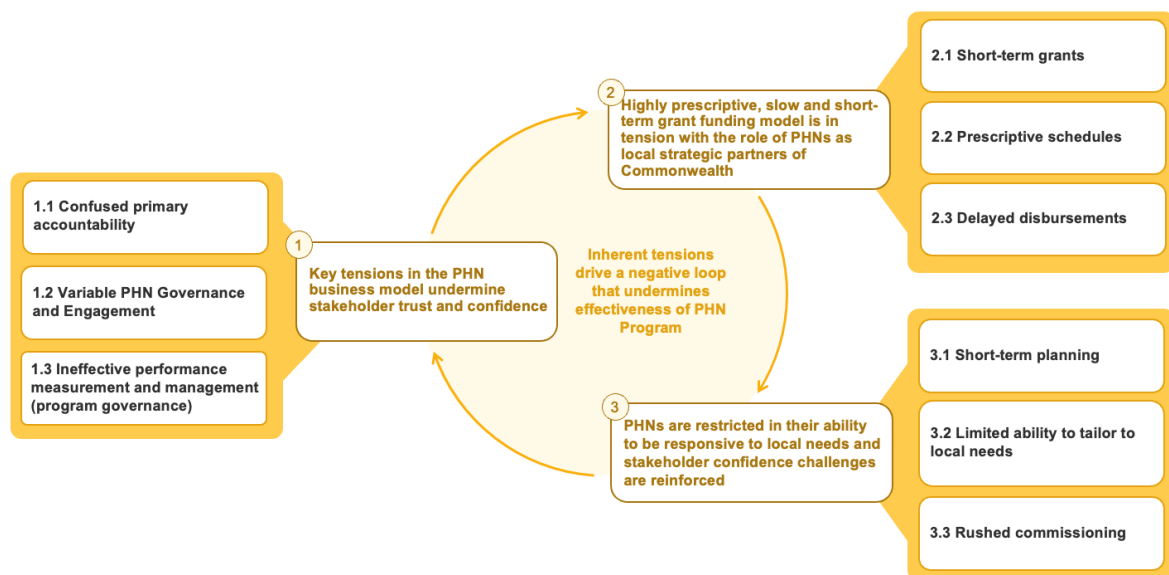 1.1 Confused primary
accountability
1.2 Variable PHN Governance
and Engagement
1.3 Ineffective performance
measurement and management
(program governance)
1
Key tensions in the PHN
business model undermine
stakeholder trust and confidence
Inherent tensions
drive a negative loop
that undermines
effectiveness of PHN
Program
2
Highly prescriptive, slow and short-
term grant funding model is in
tension with the role of PHNs as
local strategic partners of
Commonwealth
2.1 Short-term grants
2.2 Prescriptive schedules
2.3 Delayed disbursements
3
PHNs are restricted in their ability
to be responsive to local needs and
stakeholder confidence challenges
are reinforced
3.1 Short-term planning
3.2 Limited ability to tailor to
local needs
3.3 Rushed commissioning